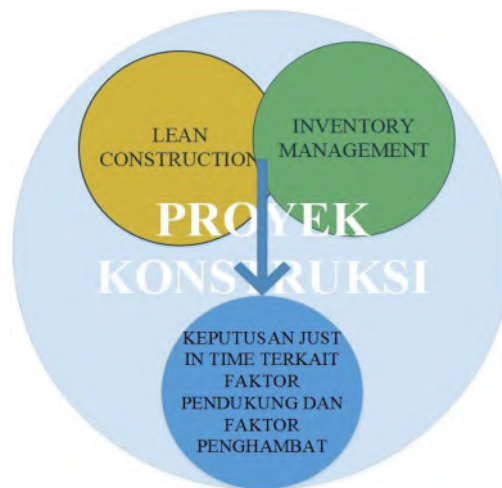 LEAN
CONSTRUCTION
INVENTORY
MANAGEMENT
PROYEK
KONSTRUKSI
KEPUTUSAN JUST
IN TIME TERKAIT
FAKTOR
PENDUKUNG DAN
FAKTOR
PENGHAMBAT